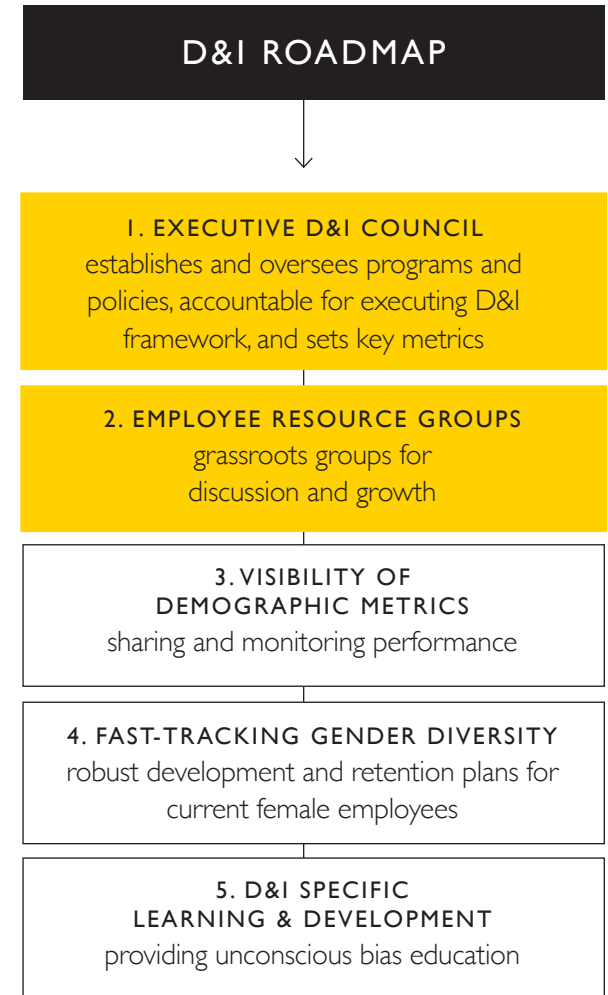 D&I ROADMAP
1. EXECUTIVE D&I COUNCIL
establishes and oversees programs and
policies, accountable for executing D&I
framework, and sets key metrics
2. EMPLOYEE RESOURCE GROUPS
grassroots groups for
discussion and growth
3. VISIBILITY OF
DEMOGRAPHIC METRICS
sharing and monitoring performance
4. FAST-TRACKING GENDER DIVERSITY
robust development and retention plans for
current female employees
5. D&I SPECIFIC
LEARNING & DEVELOPMENT
providing unconscious bias education